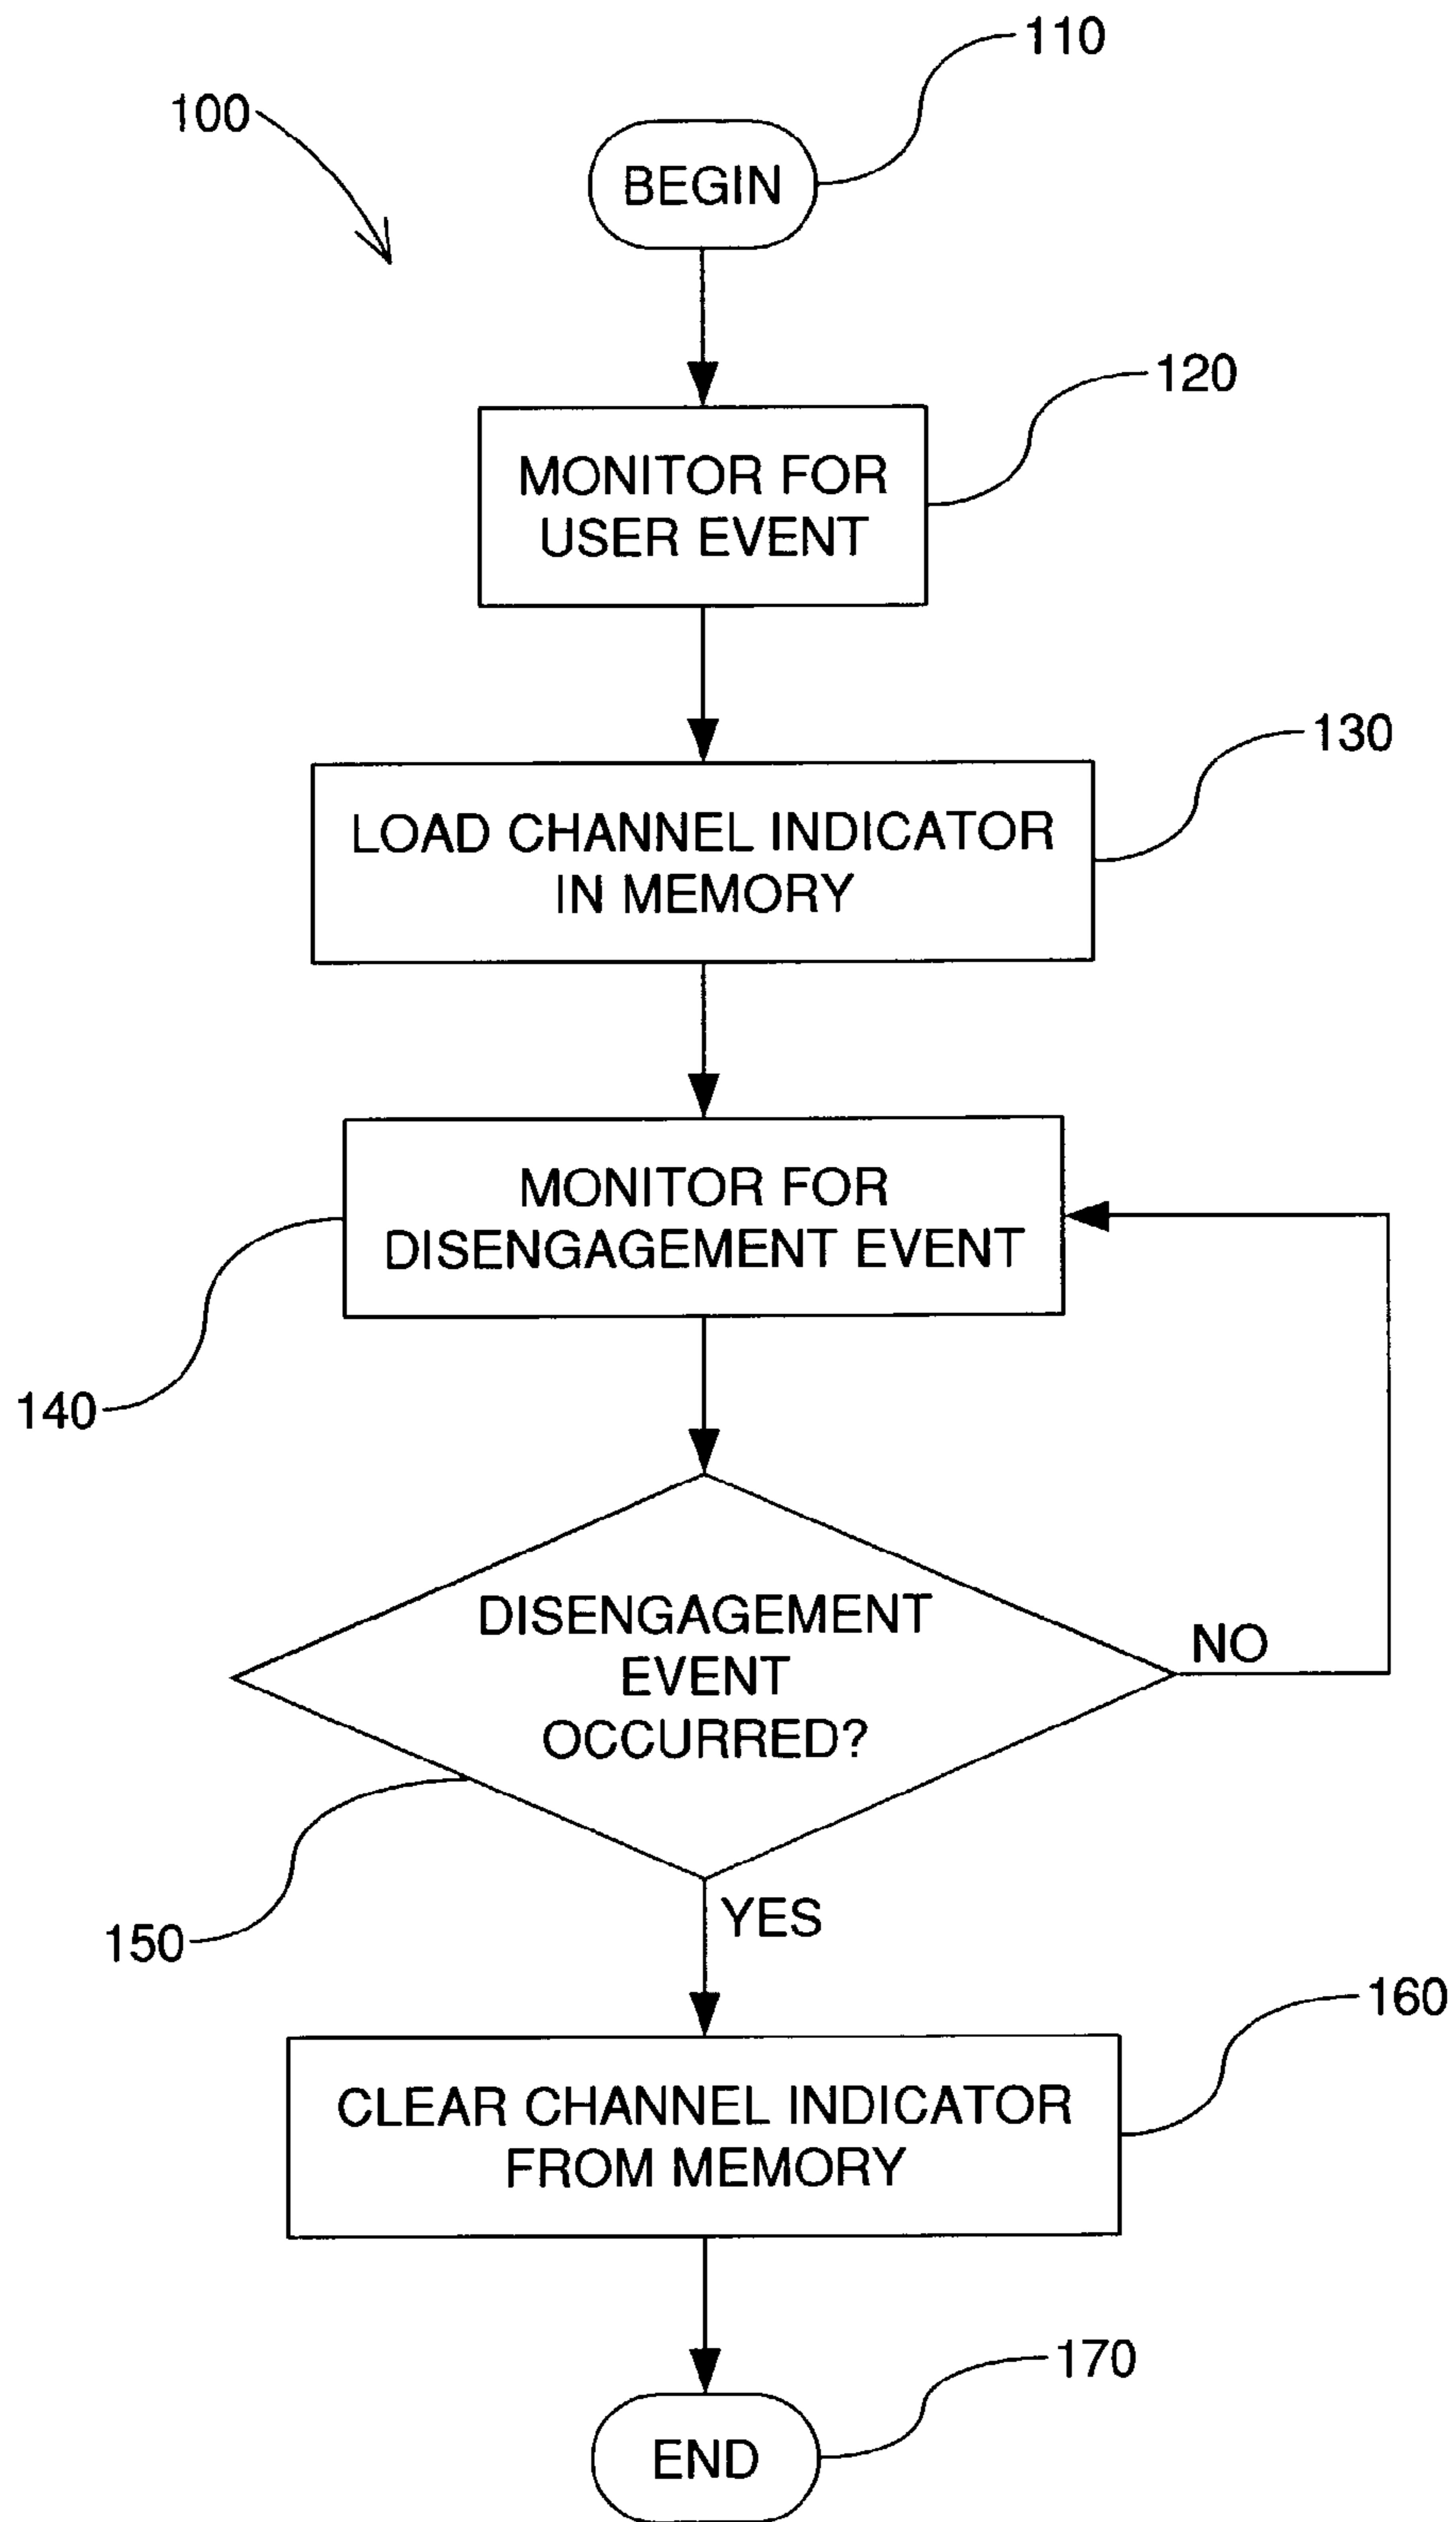 110
100
BEGIN
120
MONITOR FOR
USER EVENT
130
LOAD CHANNEL INDICATOR
IN MEMORY
MONITOR FOR
DISENGAGEMENT EVENT
140
DISENGAGEMENT
EVENT
OCCURRED?
NO
YES
150
160
CLEAR CHANNEL INDICATOR
FROM MEMORY
170
END